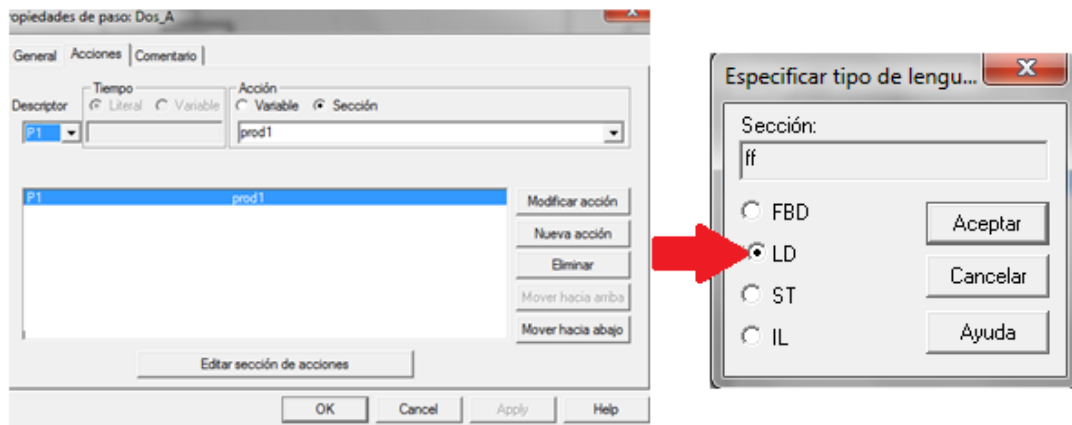 ropiedades de paso: Dos_A
General Acciones Comentario
Tiempo
Acción
Descriptor Literal Variable Variable Sección
P1 prod1
P1 prod1
Modificar acción
Nueva acción
Eliminar
Mover hacia arriba
Mover hacia abajo
Editar sección de acciones
OK Cancel Apply Help
Especificar tipo de lengu... X
Sección:
ff
FBD
LD
ST
IL
Aceptar
Cancelar
Ayuda